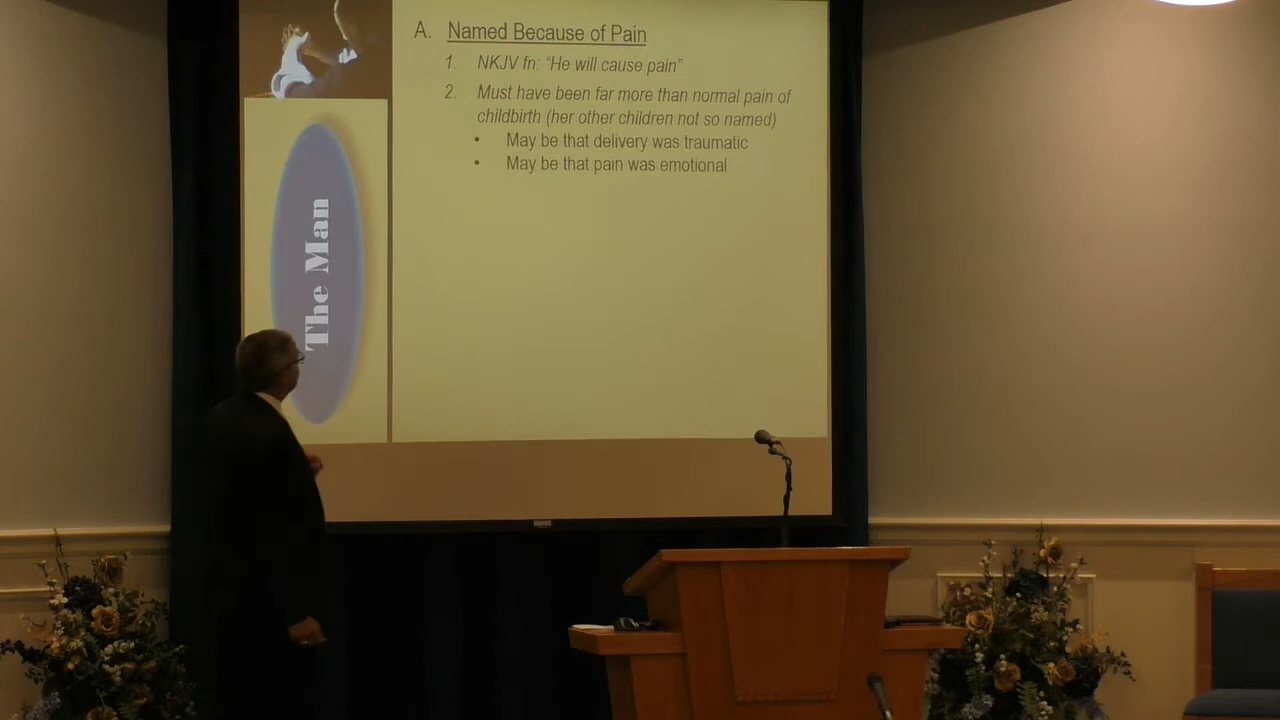 A. Named Because of Pain
1. NKJV fn: “He will cause pain”
2. Must have been far more than normal pain of
childbirth (her other children not so named)
• May be that delivery was traumatic
• May be that pain was emotional
The Man